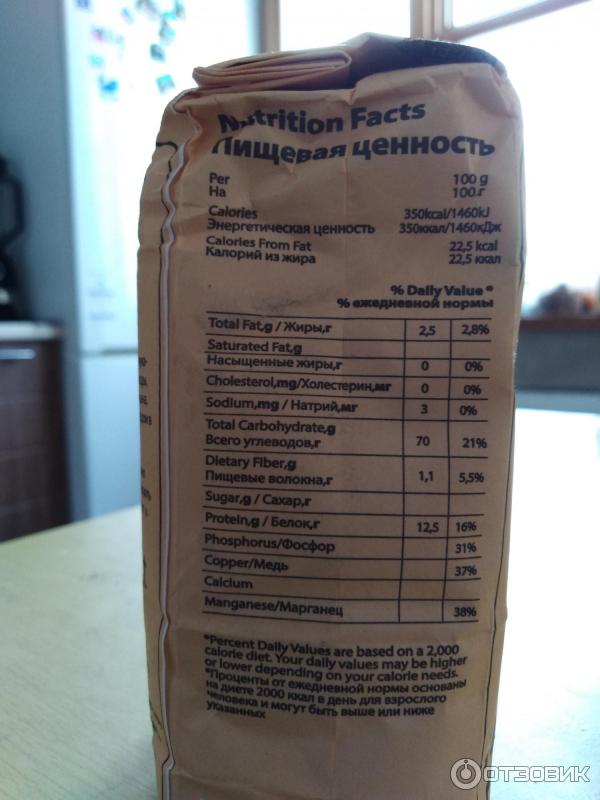 Nutrition Facts
Пищевая ценность
Per 100 g
На 100 г
Calories 350kcal/1460kJ
Энергетическая ценность 350ккал/1460кДж
Calories From Fat 22,5 kcal
Калорий из жира 22,5 ккал
% Daily Value *
% ежедневной нормы
Total Fat,g / Жиры,г 2,5 2,8%
Saturated Fat,g
Насыщенные жиры,г 0 0%
Cholesterol,mg/Холестерин,мг 0 0%
Sodium,mg / Натрий,мг 3 0%
Total Carbohydrate,g
Всего углеводов,г 70 21%
Dietary Fiber,g
Пищевые волокна,г 1,1 5,5%
Sugar,g / Сахар,г
Protein,g / Белок,г 12,5 16%
Phosphorus/Фосфор 31%
Copper/Медь 37%
Calcium
Manganese/Марганец 38%
*Percent Daily Values are based on a 2,000
calorie diet. Your daily values may be higher
or lower depending on your calorie needs.
*Проценты от ежедневной нормы основаны
на диете 2000 ккал в день для взрослого
человека и могут быть выше или ниже
указанных
ОТЗОВИК